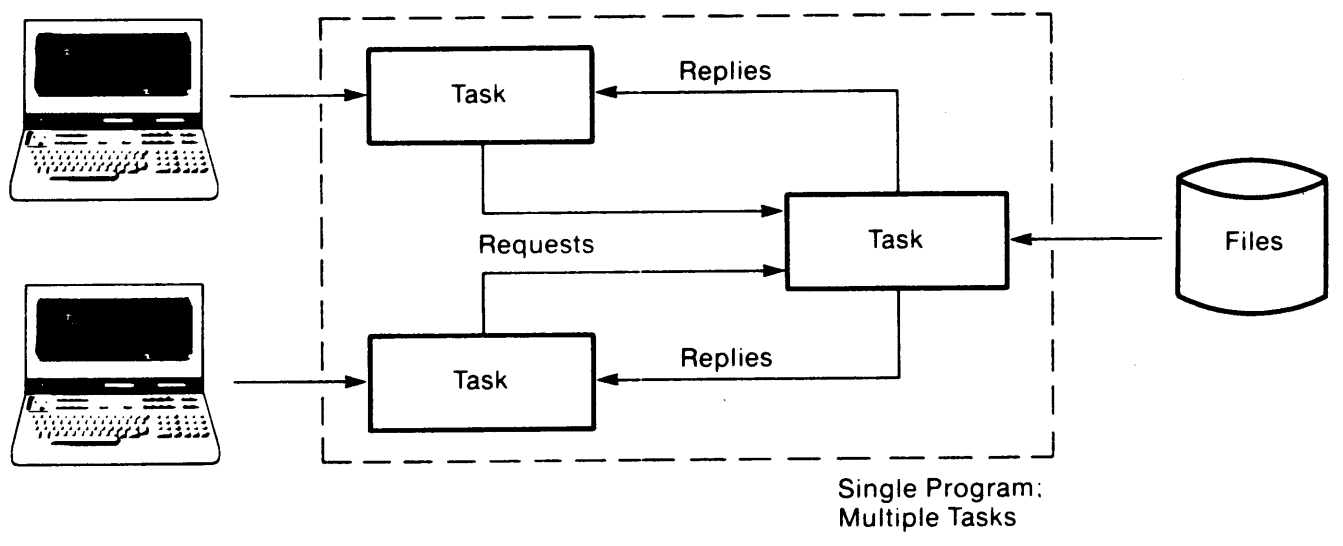 Replies
Task
Requests
Task
Files
Replies
Task
Single Program:
Multiple Tasks